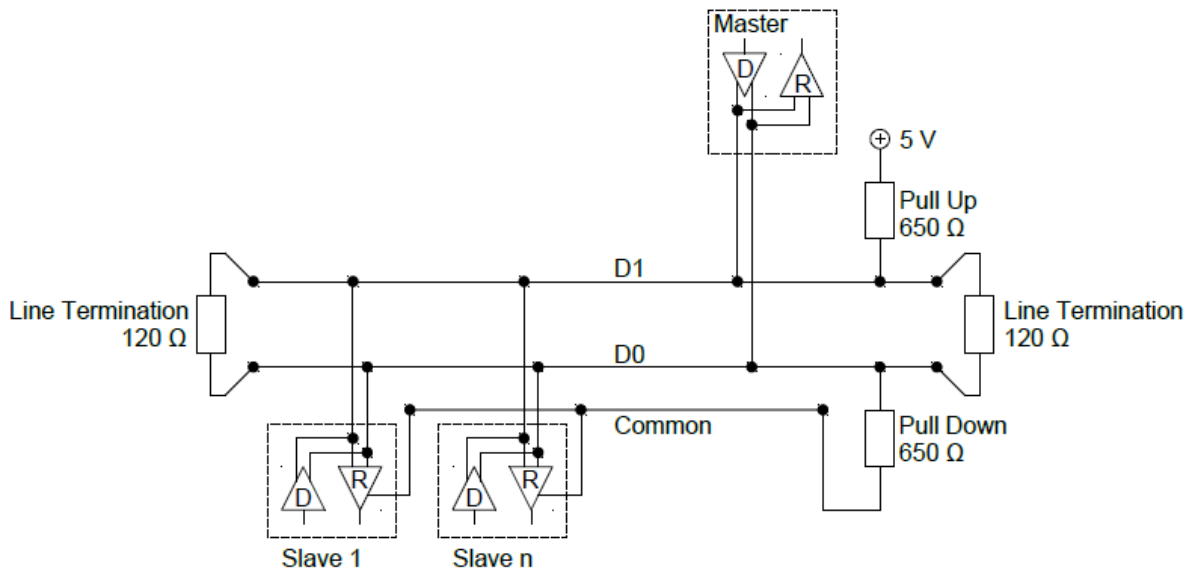 Master
D
R
5 V
Pull Up
650 Ω
D1
Line Termination
120 Ω
Line Termination
120 Ω
D0
Common
Pull Down
650 Ω
D
R
D
R
Slave 1
Slave n